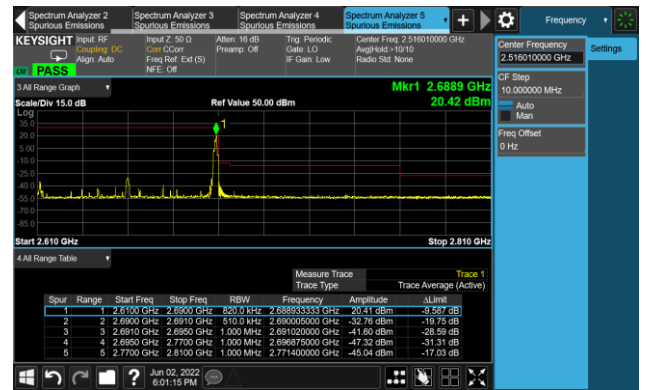 Spectrum Analyzer 2
Spurious Emissions
Spectrum Analyzer 3
Spurious Emissions
Spectrum Analyzer 4
Spurious Emissions
Spectrum Analyzer 5
Spurious Emissions
Frequency
KEYSIGHT
Input: RF
Coupling: DC
Align: Auto
Input Z: 50 Ω
Corr CCorr
Freq Ref: Ext (S)
NFE: Off
Atten: 16 dB
Preamp: Off
Trig: Periodic
Gate: LO
IF Gain: Low
Center Freq: 2.516010000 GHz
Avg|Hold:>10/10
Radio Std: None
PASS
Center Frequency
2.516010000 GHz
Settings
CF Step
10.000000 MHz
Auto
Man
Freq Offset
0 Hz
3 All Range Graph
Mkr1 2.6889 GHz
20.42 dBm
Scale/Div 15.0 dB
Ref Value 50.00 dBm
Log
35.0
20.0
5.00
-10.0
-25.0
-40.0
-55.0
-70.0
-85.0
1
Start 2.610 GHz
Stop 2.810 GHz
4 All Range Table
Measure Trace Trace 1
Trace Type Trace Average (Active)
Spur Range Start Freq Stop Freq RBW Frequency Amplitude ΔLimit
1 1 2.6100 GHz 2.6900 GHz 820.0 kHz 2.688933333 GHz 20.41 dBm -9.587 dB
2 2 2.6900 GHz 2.6910 GHz 510.0 kHz 2.690005000 GHz -32.76 dBm -19.75 dB
3 3 2.6910 GHz 2.6950 GHz 1.000 MHz 2.691020000 GHz -41.60 dBm -28.59 dB
4 4 2.6950 GHz 2.7700 GHz 1.000 MHz 2.696875000 GHz -47.32 dBm -31.31 dB
5 5 2.7700 GHz 2.8100 GHz 1.000 MHz 2.771400000 GHz -45.04 dBm -17.03 dB
Jun 02, 2022
6:01:15 PM